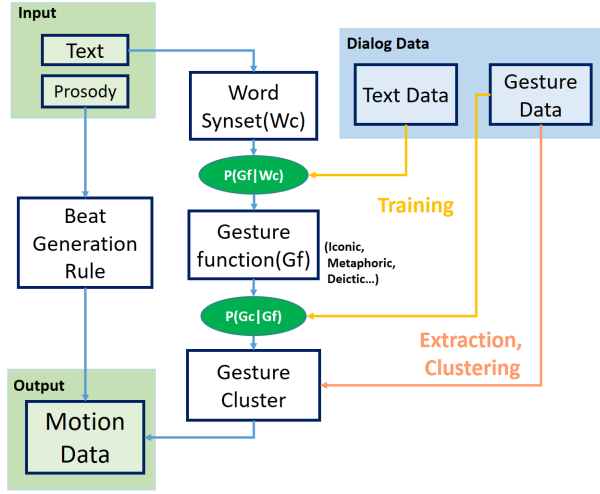 Input
Text
Prosody
Dialog Data
Text Data
Gesture
Data
Word
Synset(Wc)
P(Gf|Wc)
Training
Beat
Generation
Rule
Gesture
function(Gf)
(Iconic,
Metaphoric,
Deictic...)
P(Gc|Gf)
Extraction,
Clustering
Gesture
Cluster
Output
Motion
Data